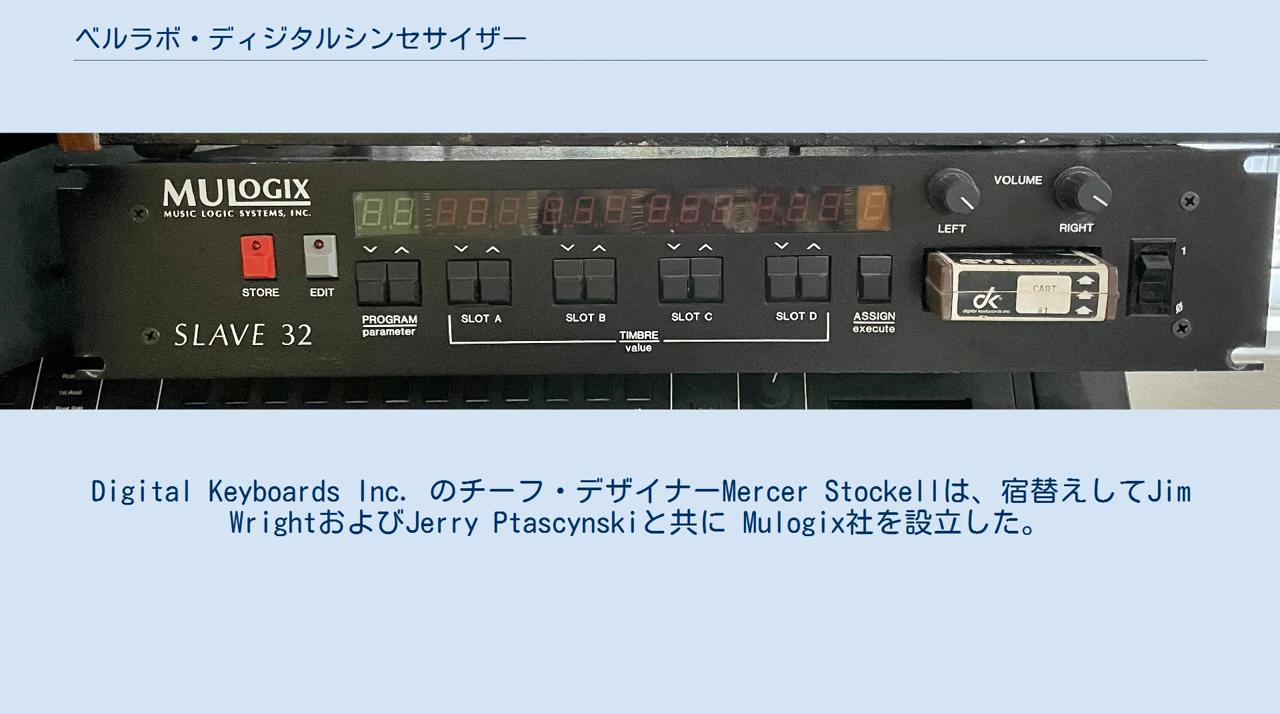 ベルラボ・ディジタルシンセサイザー
MULOGIX
MUSIC LOGIC SYSTEMS, INC.
VOLUME
LEFT
RIGHT
STORE
EDIT
SLAVE 32
PROGRAM
parameter
SLOT A
SLOT B
SLOT C
SLOT D
TIMBRE
value
ASSIGN
execute
SYN
dk
digital keyboards inc
CART
#1
1
Ø
1st Avail
Digital Keyboards Inc. のチーフ・デザイナーMercer Stockellは、宿替えしてJim
WrightおよびJerry Ptascynskiと共に Mulogix社を設立した。